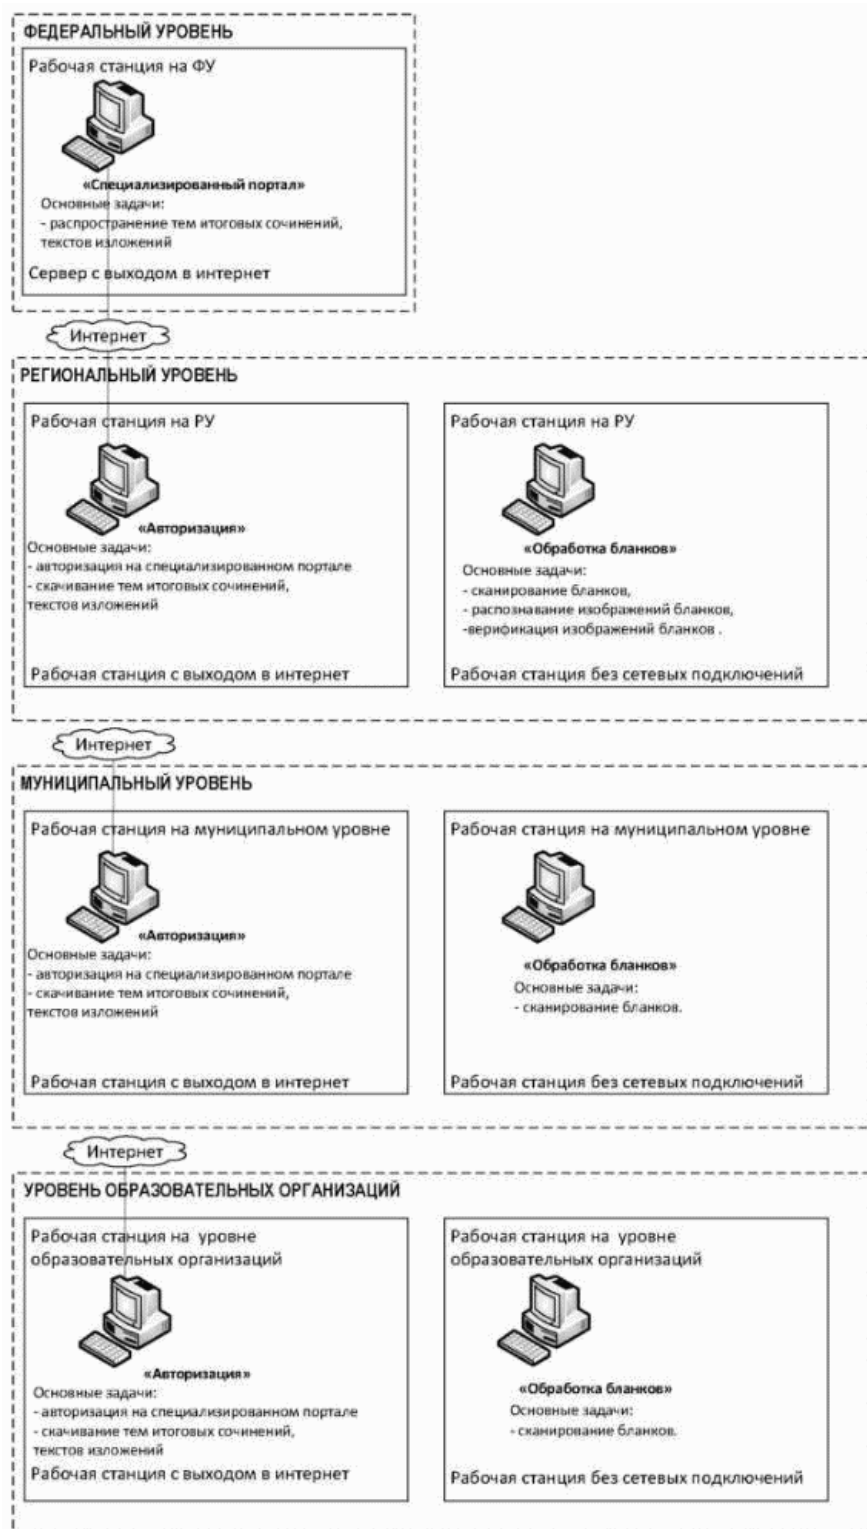 ФЕДЕРАЛЬНЫЙ УРОВЕНЬ
Рабочая станция на ФУ
«Специализированный портал»
Основные задачи:
- распространение тем итоговых сочинений,
текстов изложений
Сервер с выходом в интернет
Интернет
РЕГИОНАЛЬНЫЙ УРОВЕНЬ
Рабочая станция на РУ
«Авторизация»
Основные задачи:
- авторизация на специализированном портале
- скачивание тем итоговых сочинений,
текстов изложений
Рабочая станция с выходом в интернет
Рабочая станция на РУ
«Обработка бланков»
Основные задачи:
- сканирование бланков,
- распознавание изображений бланков,
-верификация изображений бланков .
Рабочая станция без сетевых подключений
Интернет
МУНИЦИПАЛЬНЫЙ УРОВЕНЬ
Рабочая станция на муниципальном уровне
«Авторизация»
Основные задачи:
- авторизация на специализированном портале
- скачивание тем итоговых сочинений,
текстов изложений
Рабочая станция с выходом в интернет
Рабочая станция на муниципальном уровне
«Обработка бланков»
Основные задачи:
- сканирование бланков.
Рабочая станция без сетевых подключений
Интернет
УРОВЕНЬ ОБРАЗОВАТЕЛЬНЫХ ОРГАНИЗАЦИЙ
Рабочая станция на уровне
образовательных организаций
«Авторизация»
Основные задачи:
- авторизация на специализированном портале
- скачивание тем итоговых сочинений,
текстов изложений
Рабочая станция с выходом в интернет
Рабочая станция на уровне
образовательных организаций
«Обработка бланков»
Основные задачи:
- сканирование бланков.
Рабочая станция без сетевых подключений